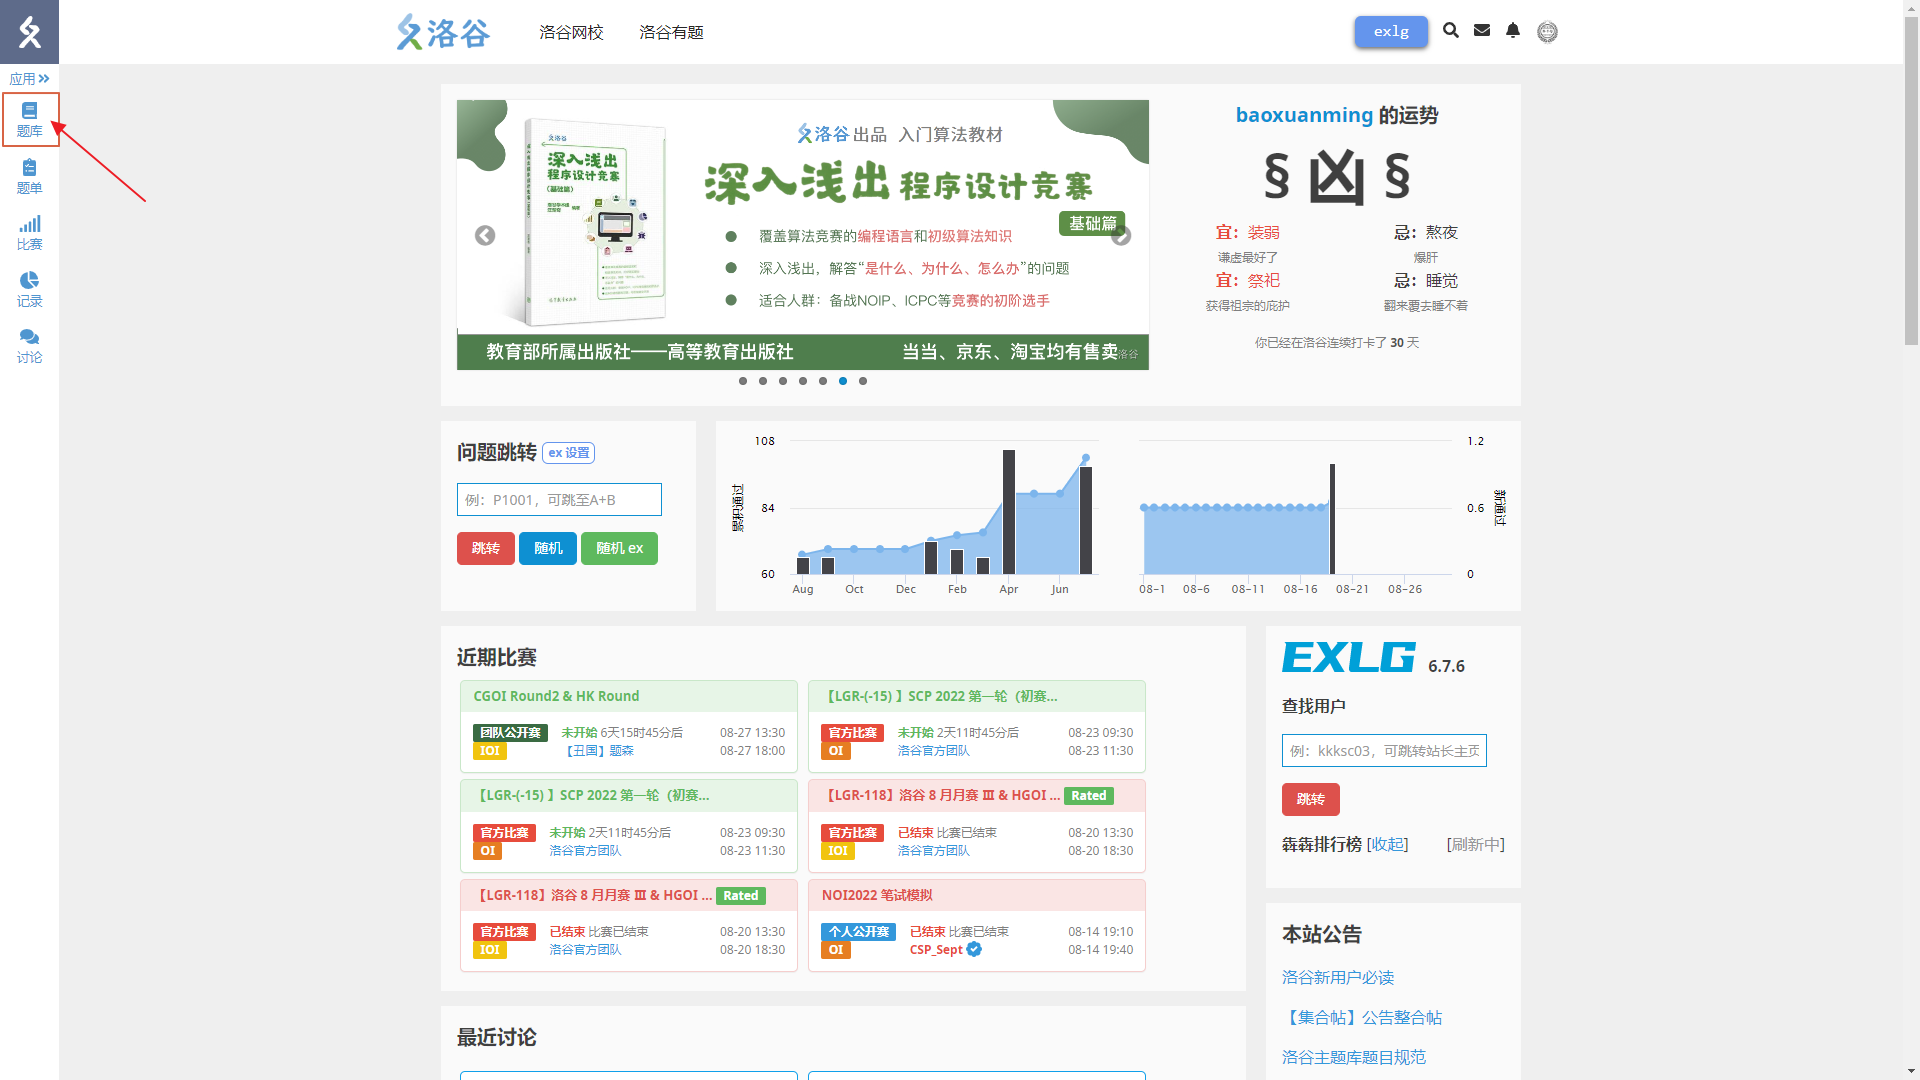 洛谷
洛谷网校
洛谷有题
exlg
应用
题库
题单
比赛
记录
讨论
洛谷
深入浅出
程序设计竞赛
(基础篇)
洛谷出品 入门算法教材
深入浅出 程序设计竞赛
基础篇
覆盖算法竞赛的编程语言和初级算法知识
深入浅出，解答“是什么、为什么、怎么办”的问题
适合人群：备战NOIP、ICPC等竞赛的初阶选手
教育部所属出版社——高等教育出版社
当当、京东、淘宝均有售卖
洛谷
baoxuanming 的运势
§ 凶 §
宜：装弱
忌：熬夜
谦虚最好了
爆肝
宜：祭祀
忌：睡觉
获得祖宗的庇护
翻来覆去睡不着
你已经在洛谷连续打卡了 30 天
问题跳转 ex 设置
例：P1001，可跳至A+B
跳转 随机 随机 ex
108
84
60
累积通过
Aug Oct Dec Feb Apr Jun
1.2
0.6
0
新通过
08-1 08-6 08-11 08-16 08-21 08-26
近期比赛
CGOI Round2 & HK Round
团队公开赛 未开始 6天15时45分后 08-27 13:30
IOI 【丑国】题森 08-27 18:00
【LGR-(-15) 】SCP 2022 第一轮（初赛...
官方比赛 未开始 2天11时45分后 08-23 09:30
OI 洛谷官方团队 08-23 11:30
【LGR-(-15) 】SCP 2022 第一轮（初赛...
官方比赛 未开始 2天11时45分后 08-23 09:30
OI 洛谷官方团队 08-23 11:30
【LGR-118】洛谷 8 月月赛 III & HGOI ... Rated
官方比赛 已结束 比赛已结束 08-20 13:30
IOI 洛谷官方团队 08-20 18:30
【LGR-118】洛谷 8 月月赛 III & HGOI ... Rated
官方比赛 已结束 比赛已结束 08-20 13:30
IOI 洛谷官方团队 08-20 18:30
NOI2022 笔试模拟
个人公开赛 已结束 比赛已结束 08-14 19:10
OI CSP_Sept 08-14 19:40
最近讨论
EXLG 6.7.6
查找用户
例：kkksc03，可跳转站长主页
跳转
犇犇排行榜 [收起] [刷新中]
本站公告
洛谷新用户必读
【集合帖】公告整合帖
洛谷主题库题目规范